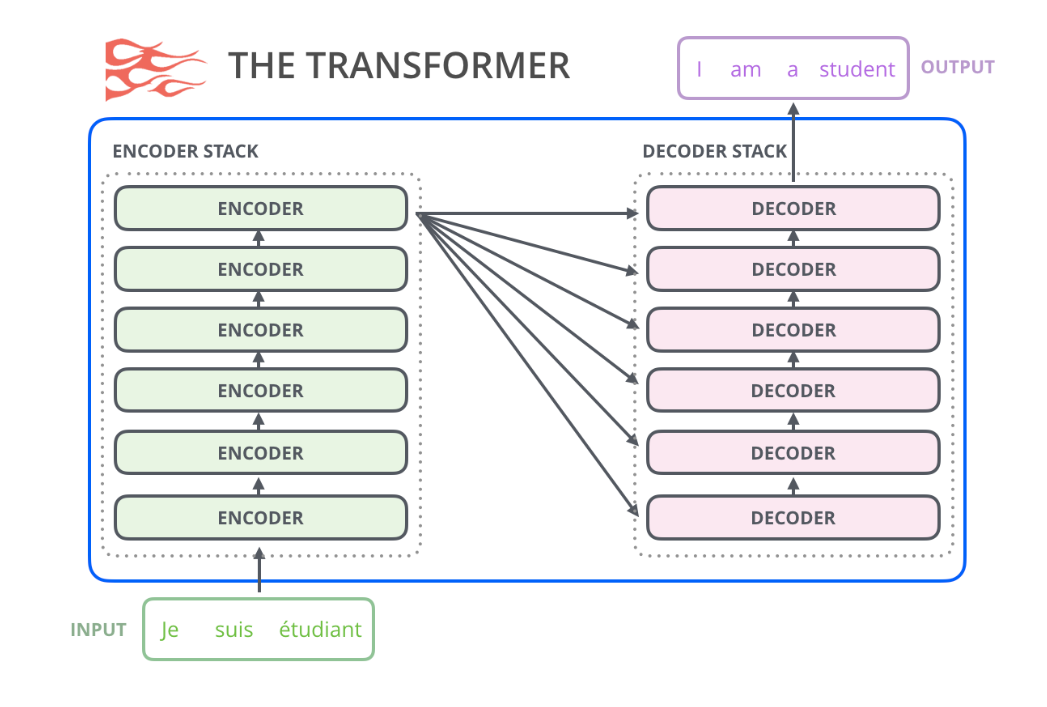 THE TRANSFORMER
I am a student
OUTPUT
ENCODER STACK
DECODER STACK
ENCODER
DECODER
ENCODER
DECODER
ENCODER
DECODER
ENCODER
DECODER
ENCODER
DECODER
ENCODER
DECODER
INPUT
Je suis étudiant